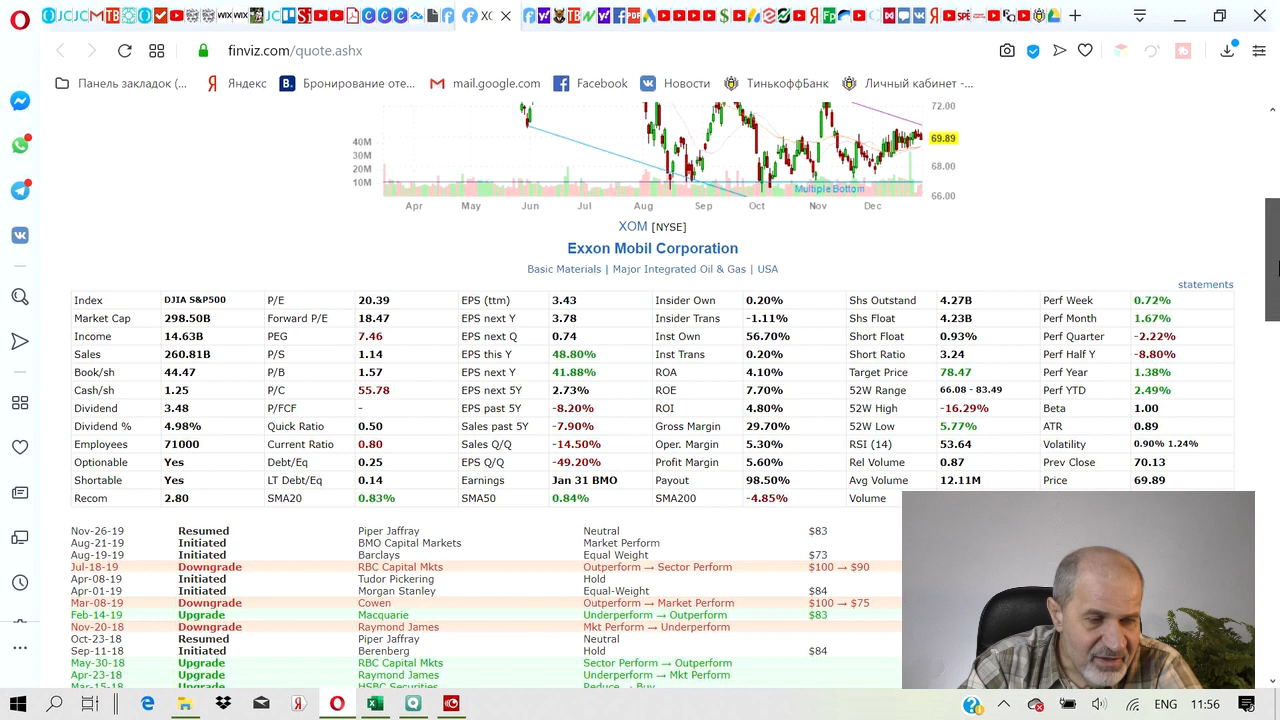 finviz.com/quote.ashx
Панель закладок (... Яндекс Бронирование оте... mail.google.com Facebook Новости ТинькоффБанк Личный кабинет -...
72.00
69.89
68.00
66.00
40M
30M
20M
10M
Multiple Bottom
Apr May Jun Jul Aug Sep Oct Nov Dec
XOM [NYSE]
Exxon Mobil Corporation
Basic Materials | Major Integrated Oil & Gas | USA
statements
Index DJIA S&P500 P/E 20.39 EPS (ttm) 3.43 Insider Own 0.20% Shs Outstand 4.27B Perf Week 0.72%
Market Cap 298.50B Forward P/E 18.47 EPS next Y 3.78 Insider Trans -1.11% Shs Float 4.23B Perf Month 1.67%
Income 14.63B PEG 7.46 EPS next Q 0.74 Inst Own 56.70% Short Float 0.93% Perf Quarter -2.22%
Sales 260.81B P/S 1.14 EPS this Y 48.80% Inst Trans 0.20% Short Ratio 3.24 Perf Half Y -8.80%
Book/sh 44.47 P/B 1.57 EPS next Y 41.88% ROA 4.10% Target Price 78.47 Perf Year 1.38%
Cash/sh 1.25 P/C 55.78 EPS next 5Y 2.73% ROE 7.70% 52W Range 66.08 - 83.49 Perf YTD 2.49%
Dividend 3.48 P/FCF - EPS past 5Y -8.20% ROI 4.80% 52W High -16.29% Beta 1.00
Dividend % 4.98% Quick Ratio 0.50 Sales past 5Y -7.90% Gross Margin 29.70% 52W Low 5.77% ATR 0.89
Employees 71000 Current Ratio 0.80 Sales Q/Q -14.50% Oper. Margin 5.30% RSI (14) 53.64 Volatility 0.90% 1.24%
Optionable Yes Debt/Eq 0.25 EPS Q/Q -49.20% Profit Margin 5.60% Rel Volume 0.87 Prev Close 70.13
Shortable Yes LT Debt/Eq 0.14 Earnings Jan 31 BMO Payout 98.50% Avg Volume 12.11M Price 69.89
Recom 2.80 SMA20 0.83% SMA50 0.84% SMA200 -4.85% Volume
Nov-26-19 Resumed Piper Jaffray Neutral $83
Aug-21-19 Initiated BMO Capital Markets Market Perform
Aug-19-19 Initiated Barclays Equal Weight $73
Jul-18-19 Downgrade RBC Capital Mkts Outperform → Sector Perform $100 → $90
Apr-08-19 Initiated Tudor Pickering Hold
Apr-01-19 Initiated Morgan Stanley Equal-Weight $84
Mar-08-19 Downgrade Cowen Outperform → Market Perform $100 → $75
Feb-14-19 Upgrade Macquarie Underperform → Outperform $83
Nov-20-18 Downgrade Raymond James Mkt Perform → Underperform
Oct-23-18 Resumed Piper Jaffray Neutral
Sep-11-18 Initiated Berenberg Hold $84
May-30-18 Upgrade RBC Capital Mkts Sector Perform → Outperform
Apr-23-18 Upgrade Raymond James Underperform → Mkt Perform
Mar-15-18 Upgrade HSBC Securities Reduce → Buy
ENG 11:56